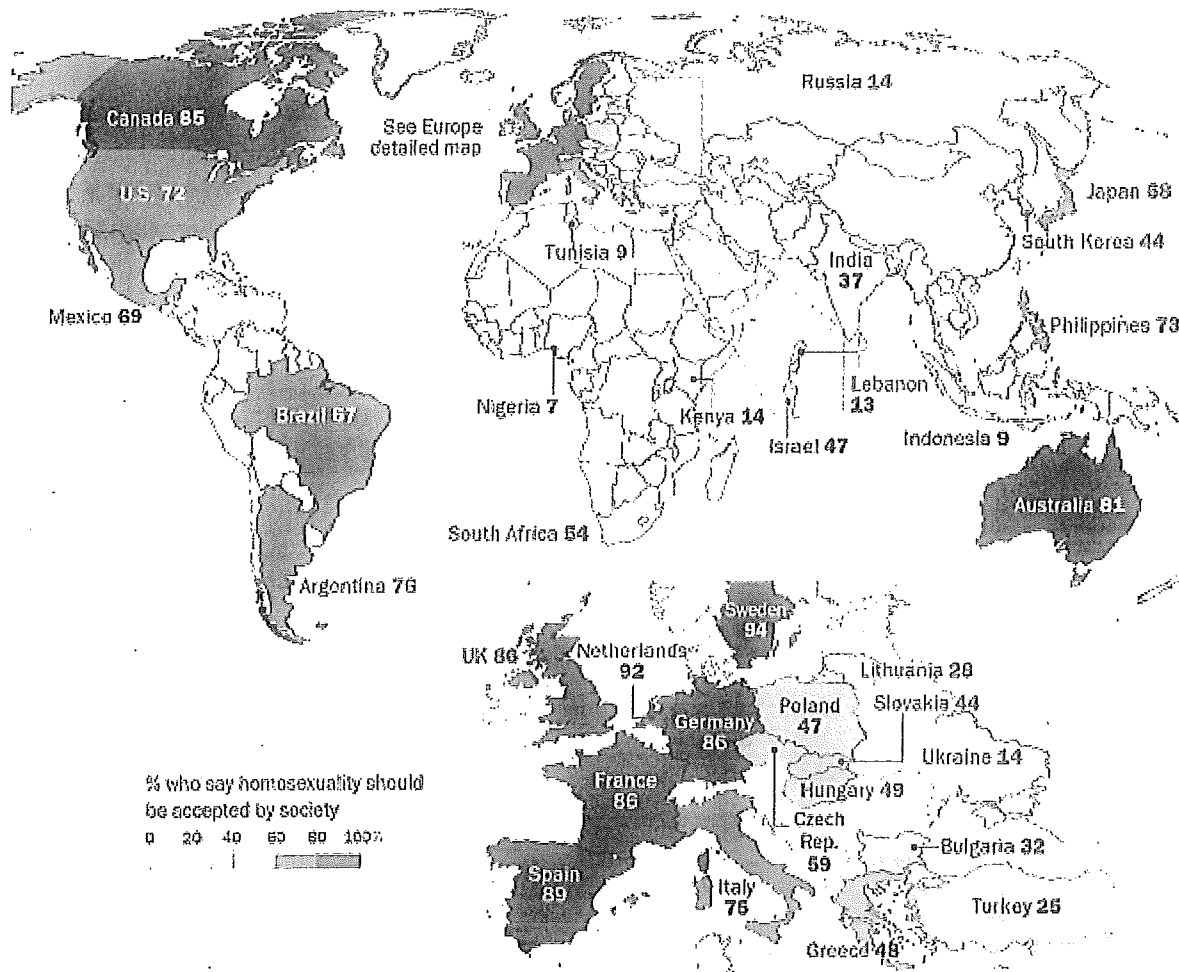 Russia 14
Canada 85
See Europe
detailed map
U.S. 72
Japan 68
South Korea 44
Tunisia 9
India
37
Mexico 69
Philippines 73
Lebanon
13
Nigeria 7
Kenya 14
Brazil 67
Israel 47
Indonesia 9
Australia 81
South Africa 54
Argentina 76
Sweden
94
UK 86
Netherlands
92
Lithuania 28
Slovakia 44
Poland
47
Germany
86
Ukraine 14
France
86
Hungary 49
% who say homosexuality should
be accepted by society
0 20 40 60 80 100%
Czech
Rep.
59
Bulgaria 32
Spain
89
Italy
75
Turkey 25
Greece 48